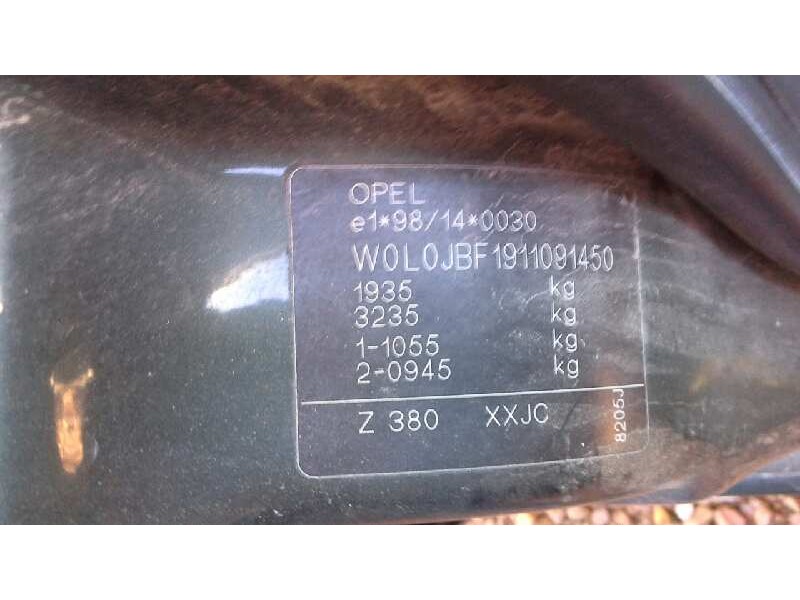 OPEL
e1*98/14*0030
W0L0JBF1911091450
1935 kg
3235 kg
1-1055 kg
2-0945 kg
Z 380 XXJC
8205J